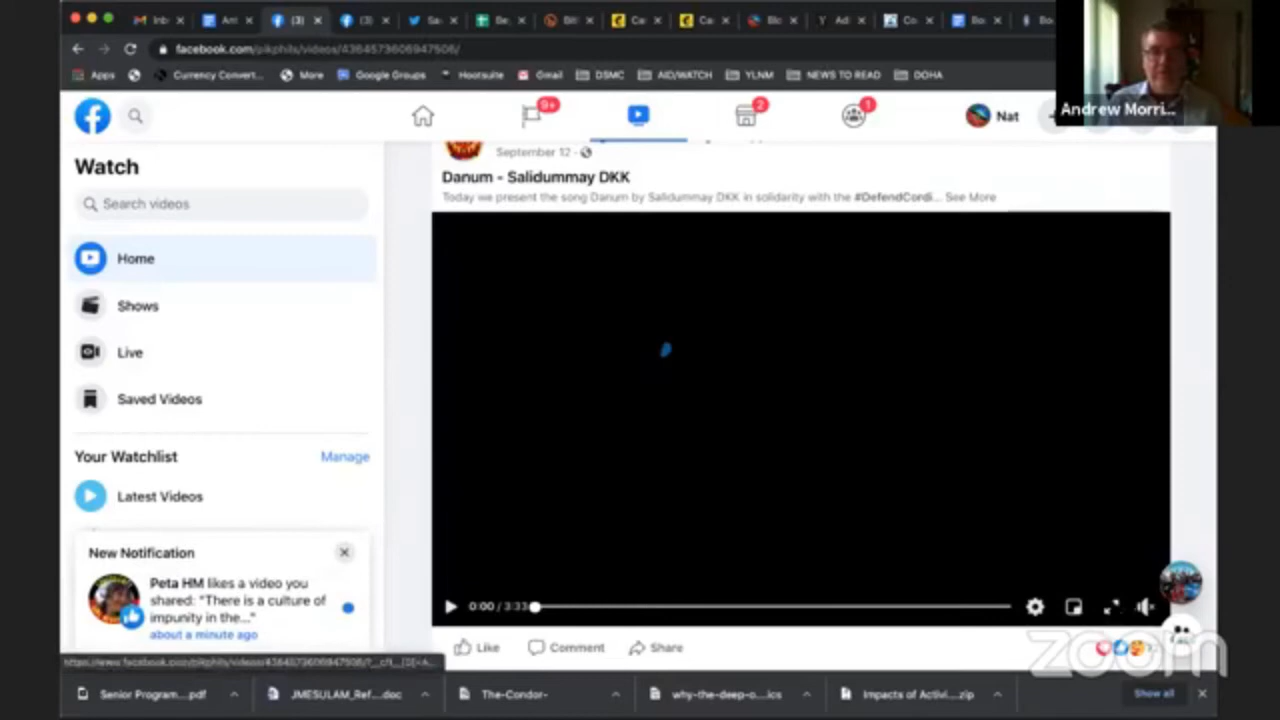 (3)
(3)
facebook.com/pikphils/videos/4364573606947506/
Apps
Currency Convert...
More
Google Groups
Hootsuite
Gmail
DSMC
AID/WATCH
YLNM
NEWS TO READ
DOHA
Andrew Morri...
9+
2
1
Nat
Watch
September 12
Danum - Salidummay DKK
Today we present the song Danum by Salidummay DKK in solidarity with the #DefendCordi... See More
Search videos
Home
Shows
Live
Saved Videos
Your Watchlist
Manage
Latest Videos
New Notification
Peta HM likes a video you
shared: "There is a culture of
impunity in the..."
about a minute ago
0:00 / 3:33
Like
Comment
Share
zoom
Senior Program....pdf
JMESULAM_Ref....doc
The-Condor-
why-the-deep-o....ics
Impacts of Activi....zip
Show all